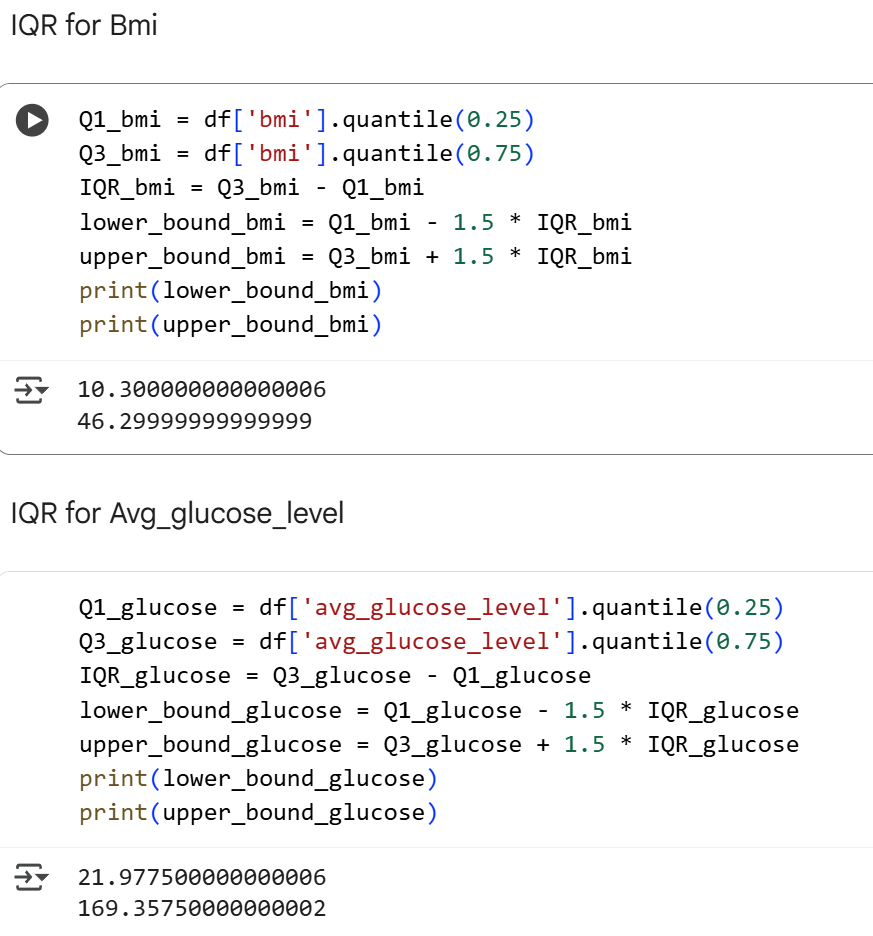 IQR for Bmi
Q1_bmi = df['bmi'].quantile(0.25)
Q3_bmi = df['bmi'].quantile(0.75)
IQR_bmi = Q3_bmi - Q1_bmi
lower_bound_bmi = Q1_bmi - 1.5 * IQR_bmi
upper_bound_bmi = Q3_bmi + 1.5 * IQR_bmi
print(lower_bound_bmi)
print(upper_bound_bmi)
10.300000000000006
46.29999999999999
IQR for Avg_glucose_level
Q1_glucose = df['avg_glucose_level'].quantile(0.25)
Q3_glucose = df['avg_glucose_level'].quantile(0.75)
IQR_glucose = Q3_glucose - Q1_glucose
lower_bound_glucose = Q1_glucose - 1.5 * IQR_glucose
upper_bound_glucose = Q3_glucose + 1.5 * IQR_glucose
print(lower_bound_glucose)
print(upper_bound_glucose)
21.977500000000006
169.35750000000002